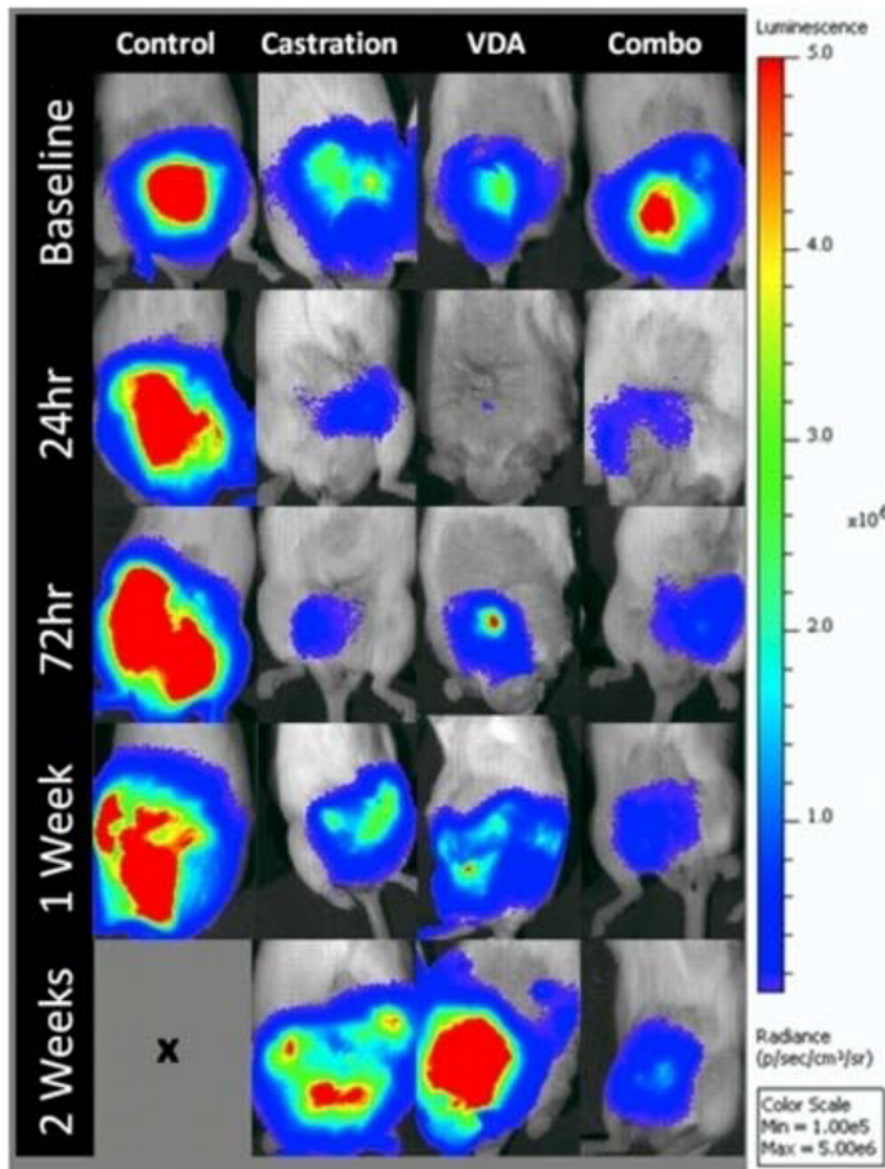 Control Castration VDA Combo
Baseline
24hr
72hr
1 Week
2 Weeks
x
Luminescence
5.0
4.0
3.0
x10⁶
2.0
1.0
Radiance
(p/sec/cm²/sr)
Color Scale
Min = 1.00e5
Max = 5.00e6